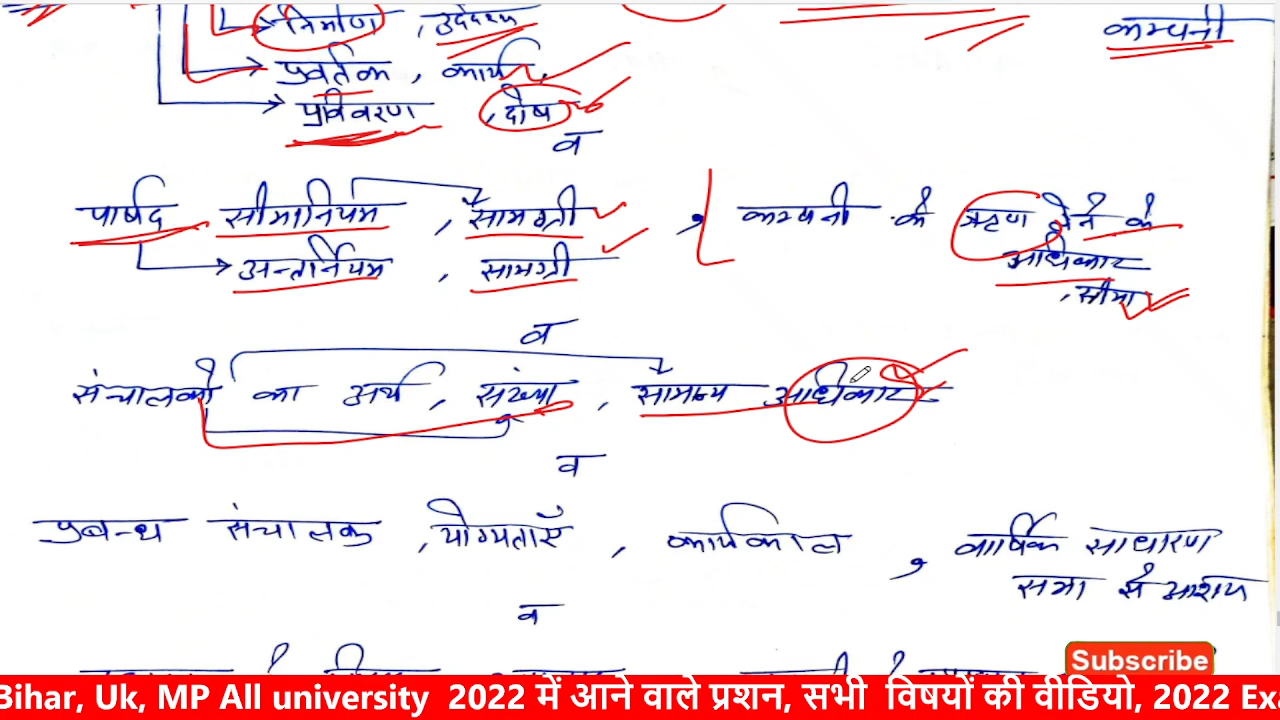 निर्माण , उद्देश्य
कम्पनी
प्रवर्तक , कार्य ,
प्रविवरण , दोष
व
पार्षद सीमानियम , सामग्री , कम्पनी के ऋण लेने के
अधिकार
अन्तर्नियम , सामग्री
, सीमा
व
संचालकों का अर्थ , संख्या , सामान्य अधिकार
व
प्रबन्ध संचालक , योग्यताएँ , कार्यकाल , वार्षिक साधारण
सभा से आशय
व
Subscribe
Bihar, Uk, MP All university 2022 में आने वाले प्रशन, सभी विषयों की वीडियो, 2022 Ex